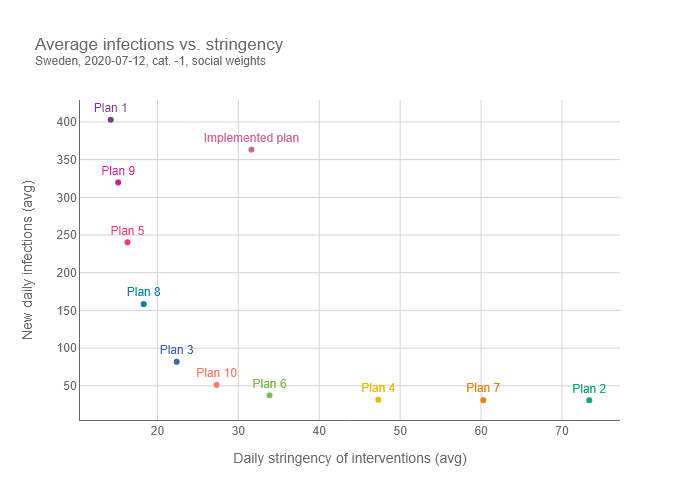 Average infections vs. stringency
Sweden, 2020-07-12, cat. -1, social weights
Plan 1
400
Implemented plan
350
Plan 9
300
Plan 5
250
200
Plan 8
150
Plan 3
100
Plan 10
Plan 6
Plan 4
Plan 7
Plan 2
50
New daily infections (avg)
20
30
40
50
60
70
Daily stringency of interventions (avg)